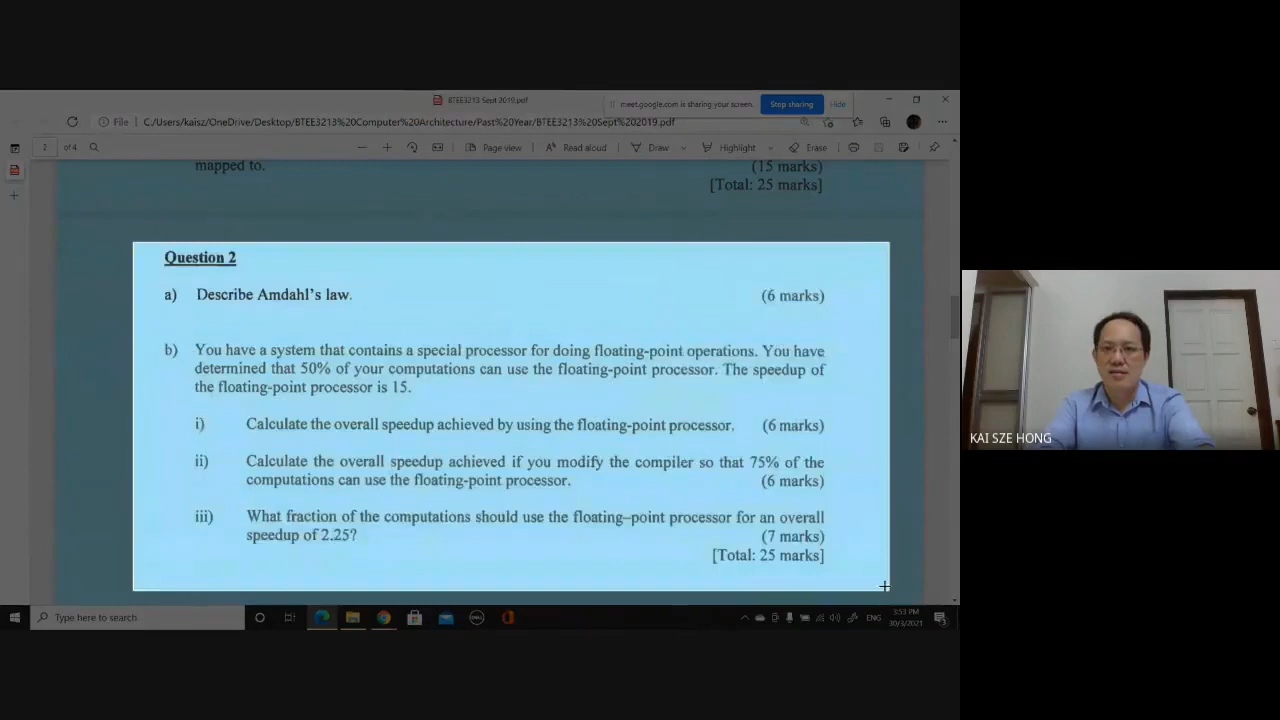 BTEE3213 Sept 2019.pdf
meet.google.com is sharing your screen.
Stop sharing
Hide
File
C:/Users/kaisz/OneDrive/Desktop/BTEE3213%20Computer%20Architecture/Past%20Year/BTEE3213%20Sept%202019.pdf
2 of 4
Page view
Read aloud
Draw
Highlight
Erase
mapped to. (15 marks)
[Total: 25 marks]
Question 2
a) Describe Amdahl's law. (6 marks)
b) You have a system that contains a special processor for doing floating-point operations. You have
determined that 50% of your computations can use the floating-point processor. The speedup of
the floating-point processor is 15.
i) Calculate the overall speedup achieved by using the floating-point processor. (6 marks)
ii) Calculate the overall speedup achieved if you modify the compiler so that 75% of the
computations can use the floating-point processor. (6 marks)
iii) What fraction of the computations should use the floating–point processor for an overall
speedup of 2.25? (7 marks)
[Total: 25 marks]
KAI SZE HONG
Type here to search
DELL
ENG
3:53 PM
30/3/2021